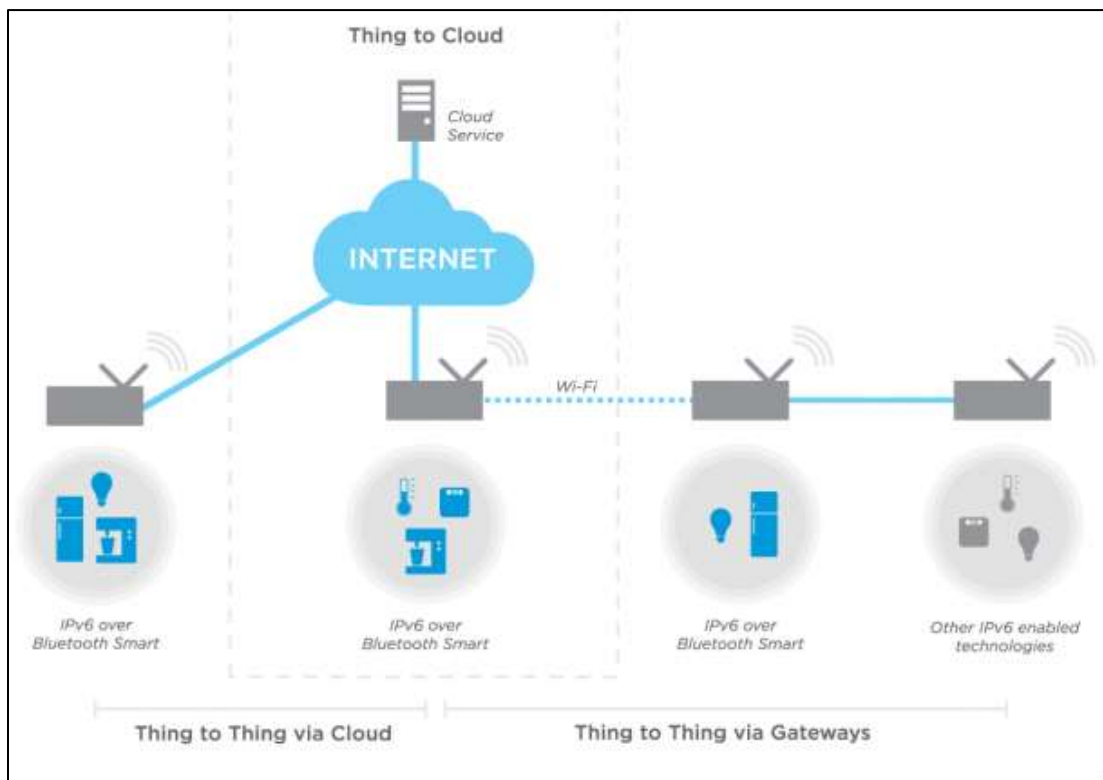 Thing to Cloud
Cloud
Service
INTERNET
Wi-Fi
IPv6 over
Bluetooth Smart
IPv6 over
Bluetooth Smart
IPv6 over
Bluetooth Smart
Other IPv6 enabled
technologies
Thing to Thing via Cloud
Thing to Thing via Gateways